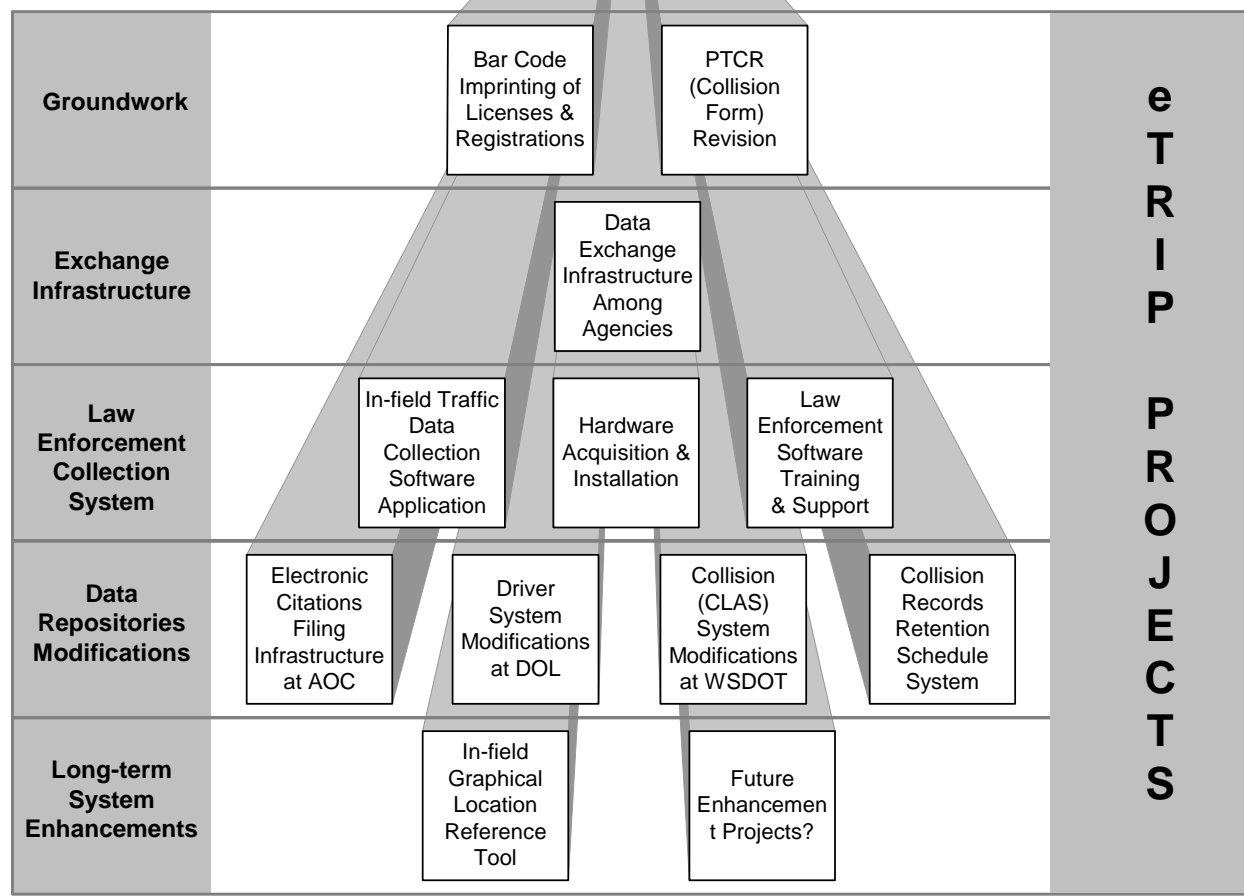 Groundwork
Bar Code
Imprinting of
Licenses &
Registrations
PTCR
(Collision
Form)
Revision
Exchange
Infrastructure
Data
Exchange
Infrastructure
Among
Agencies
Law
Enforcement
Collection
System
In-field Traffic
Data
Collection
Software
Application
Hardware
Acquisition &
Installation
Law
Enforcement
Software
Training
& Support
Data
Repositories
Modifications
Electronic
Citations
Filing
Infrastructure
at AOC
Driver
System
Modifications
at DOL
Collision
(CLAS)
System
Modifications
at WSDOT
Collision
Records
Retention
Schedule
System
Long-term
System
Enhancements
In-field
Graphical
Location
Reference
Tool
Future
Enhancemen
t Projects?
e
T
R
I
P
P
R
O
J
E
C
T
S